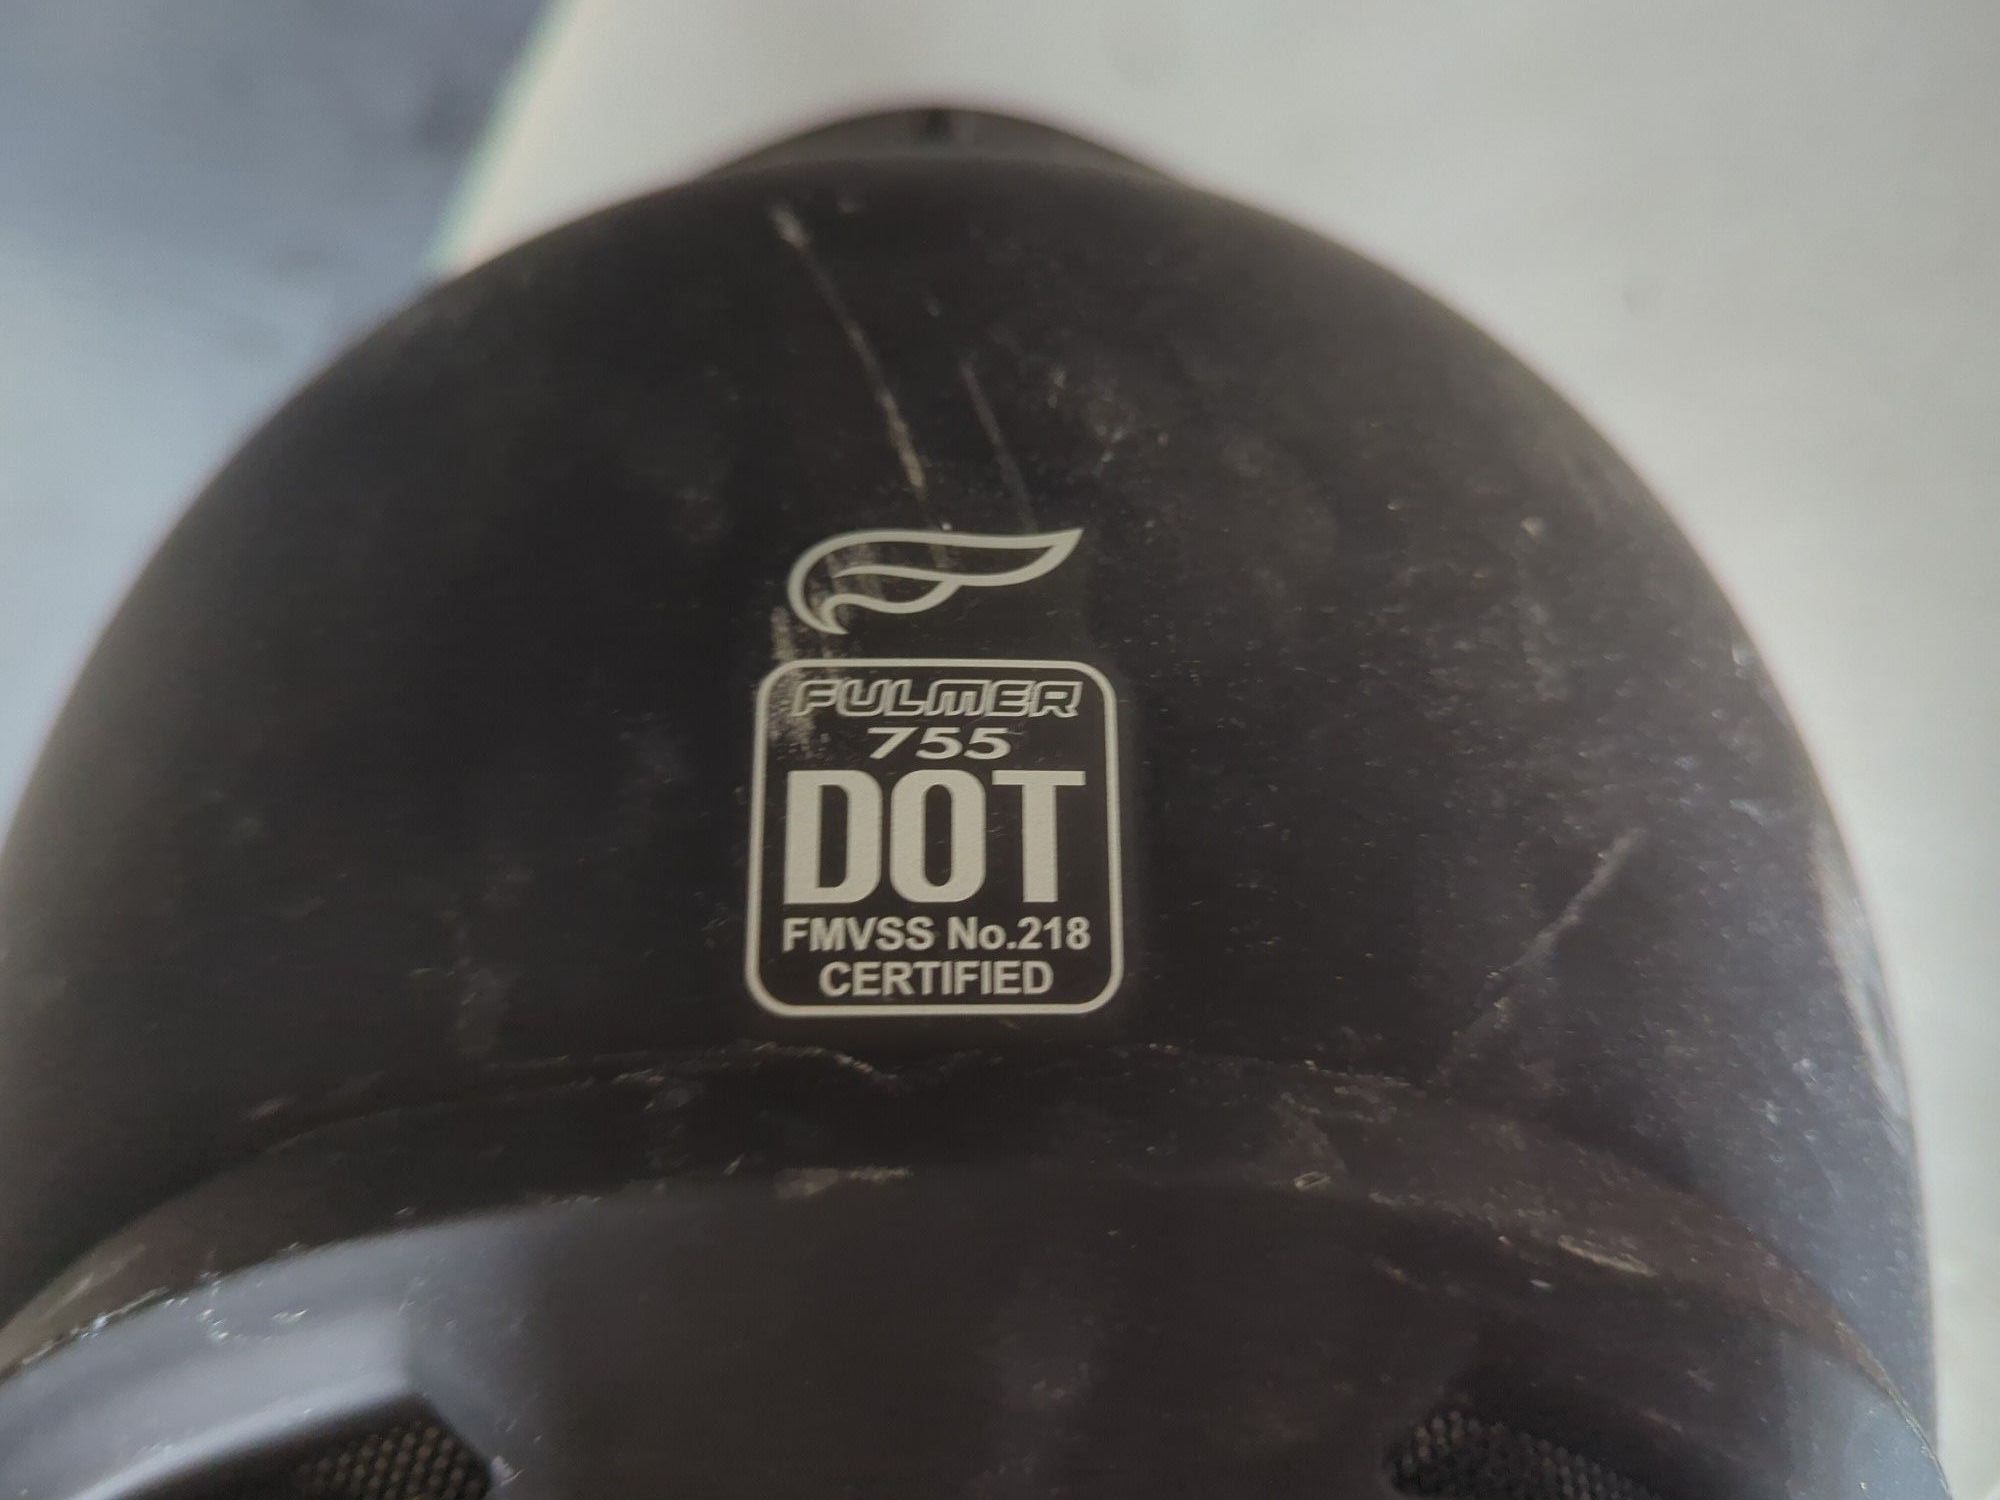 FULMER
755
DOT
FMVSS No.218
CERTIFIED